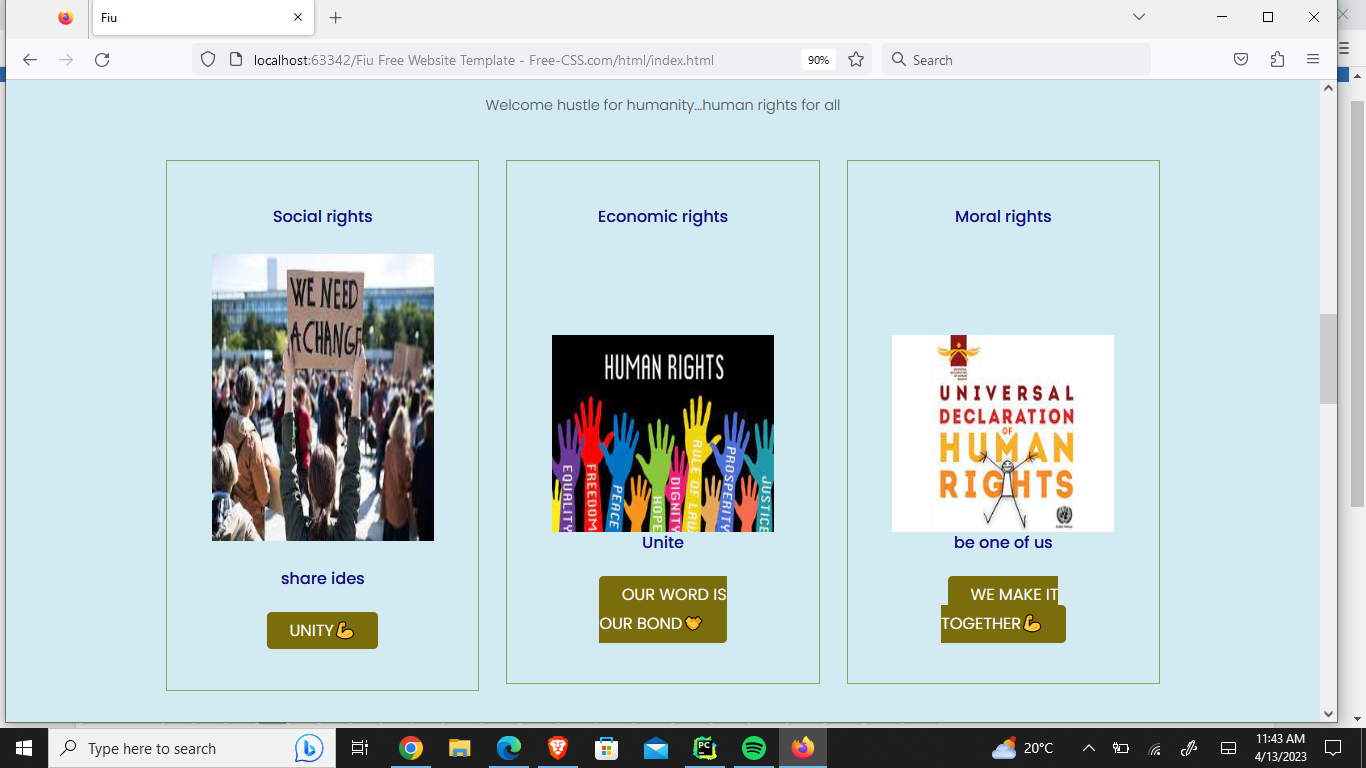 Fiu
localhost:63342/Fiu Free Website Template - Free-CSS.com/html/index.html
90%
Search
Welcome hustle for humanity...human rights for all
Social rights
WE NEED
A CHANGE
share ides
UNITY💪
Economic rights
HUMAN RIGHTS
EQUALITY
FREEDOM
PEACE
HOPE
DIGNITY
RULE OF LAW
PROSPERITY
JUSTICE
Unite
OUR WORD IS
OUR BOND🤝
Moral rights
UNIVERSAL
DECLARATION
OF
HUMAN
RIGHTS
be one of us
WE MAKE IT
TOGETHER💪
Type here to search
PC
20°C
11:43 AM
4/13/2023